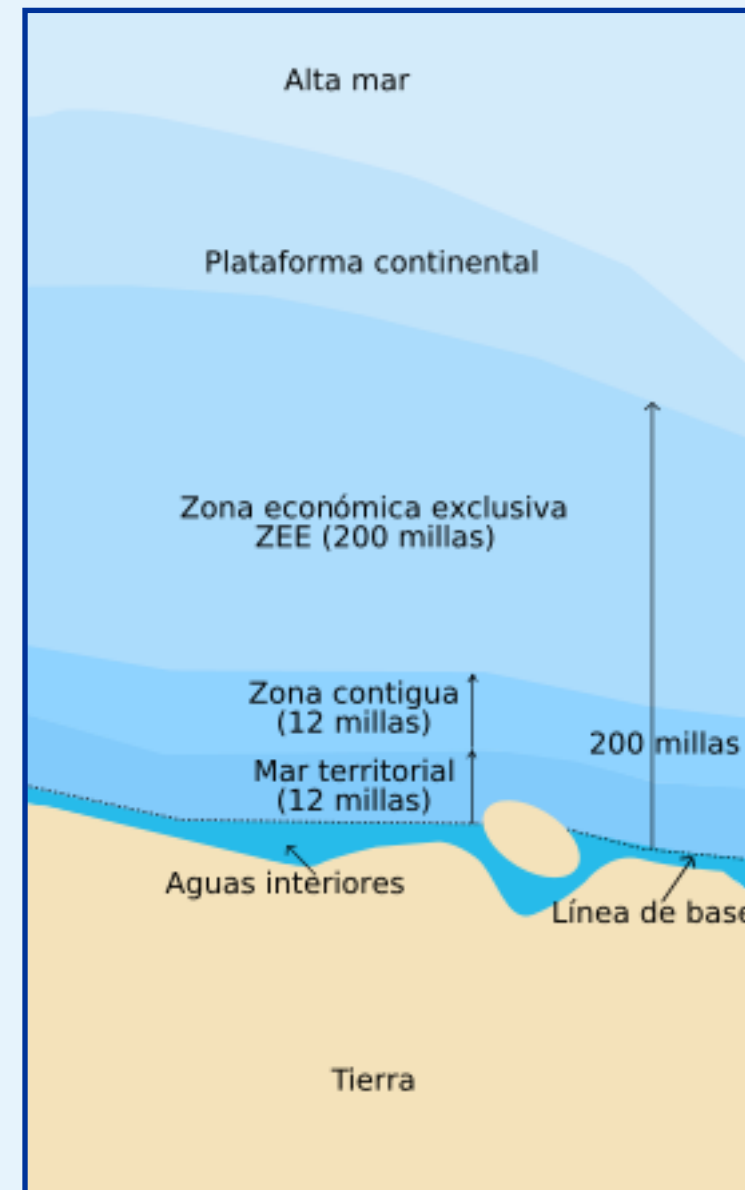 Alta mar
Plataforma continental
Zona económica exclusiva
ZEE (200 millas)
Zona contigua
(12 millas)
200 millas
Mar territorial
(12 millas)
Aguas interiores
Línea de base
Tierra